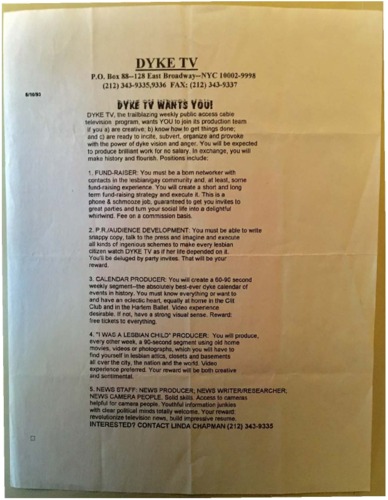 DYKE TV
P.O. Box 88--128 East Broadway--NYC 10002-9998
(212) 343-9335,9336 FAX: (212) 343-9337
8/16/93
DYKE TV WANTS YOU!
DYKE TV, the trailblazing weekly public access cable
television program, wants YOU to join its production team
if you a) are creative; b) know how to get things done;
and c) are ready to incite, subvert, organize and provoke
with the power of dyke vision and anger. You will be expected
to produce brilliant work for no salary. In exchange, you will
make history and flourish. Positions include:
1. FUND-RAISER: You must be a born networker with
contacts in the lesbian/gay community and, at least, some
fund-raising experience. You will create a short and long
term fund-raising strategy and execute it. This is a
phone & schmooze job, guaranteed to get you invites to
great parties and turn your social life into a delightful
whirlwind. Fee on a commission basis.
2. P.R./AUDIENCE DEVELOPMENT: You must be able to write
snappy copy, talk to the press and imagine and execute
all kinds of ingenious schemes to make every lesbian
citizen watch DYKE TV as if her life depended on it.
You'll be deluged by party invites. That will be your
reward.
3. CALENDAR PRODUCER: You will create a 60-90 second
weekly segment--the absolutely best-ever dyke calendar of
events in history. You must know everything or want to
and have an eclectic heart, equally at home in the Clit
Club and in the Harlem Ballet. Video experience
desirable. If not, have a strong visual sense. Reward:
free tickets to everything.
4. "I WAS A LESBIAN CHILD" PRODUCER. You will produce,
every other week, a 90-second segment using old home
movies, videos or photographs, which you will have to
find yourself in lesbian attics, closets and basements
all over the city, the nation and the world. Video
experience preferred. Your reward will be both creative
and sentimental.
5. NEWS STAFF: NEWS PRODUCER, NEWS WRITER/RESEARCHER,
NEWS CAMERA PEOPLE. Solid skills. Access to cameras
helpful for camera people. Youthful information junkies
with clear political minds totally welcome. Your reward:
revolutionize television news, build impressive resume.
INTERESTED? CONTACT LINDA CHAPMAN (212) 343-9335